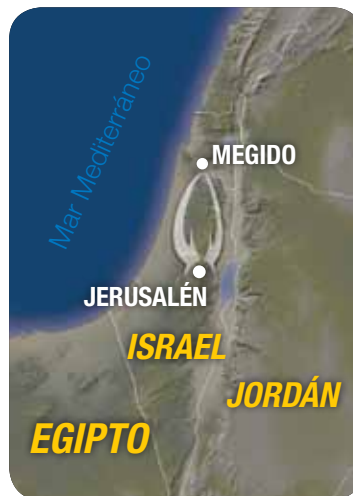 Mar Mediterráneo
MEGIDO
JERUSALÉN
ISRAEL
JORDÁN
EGIPTO